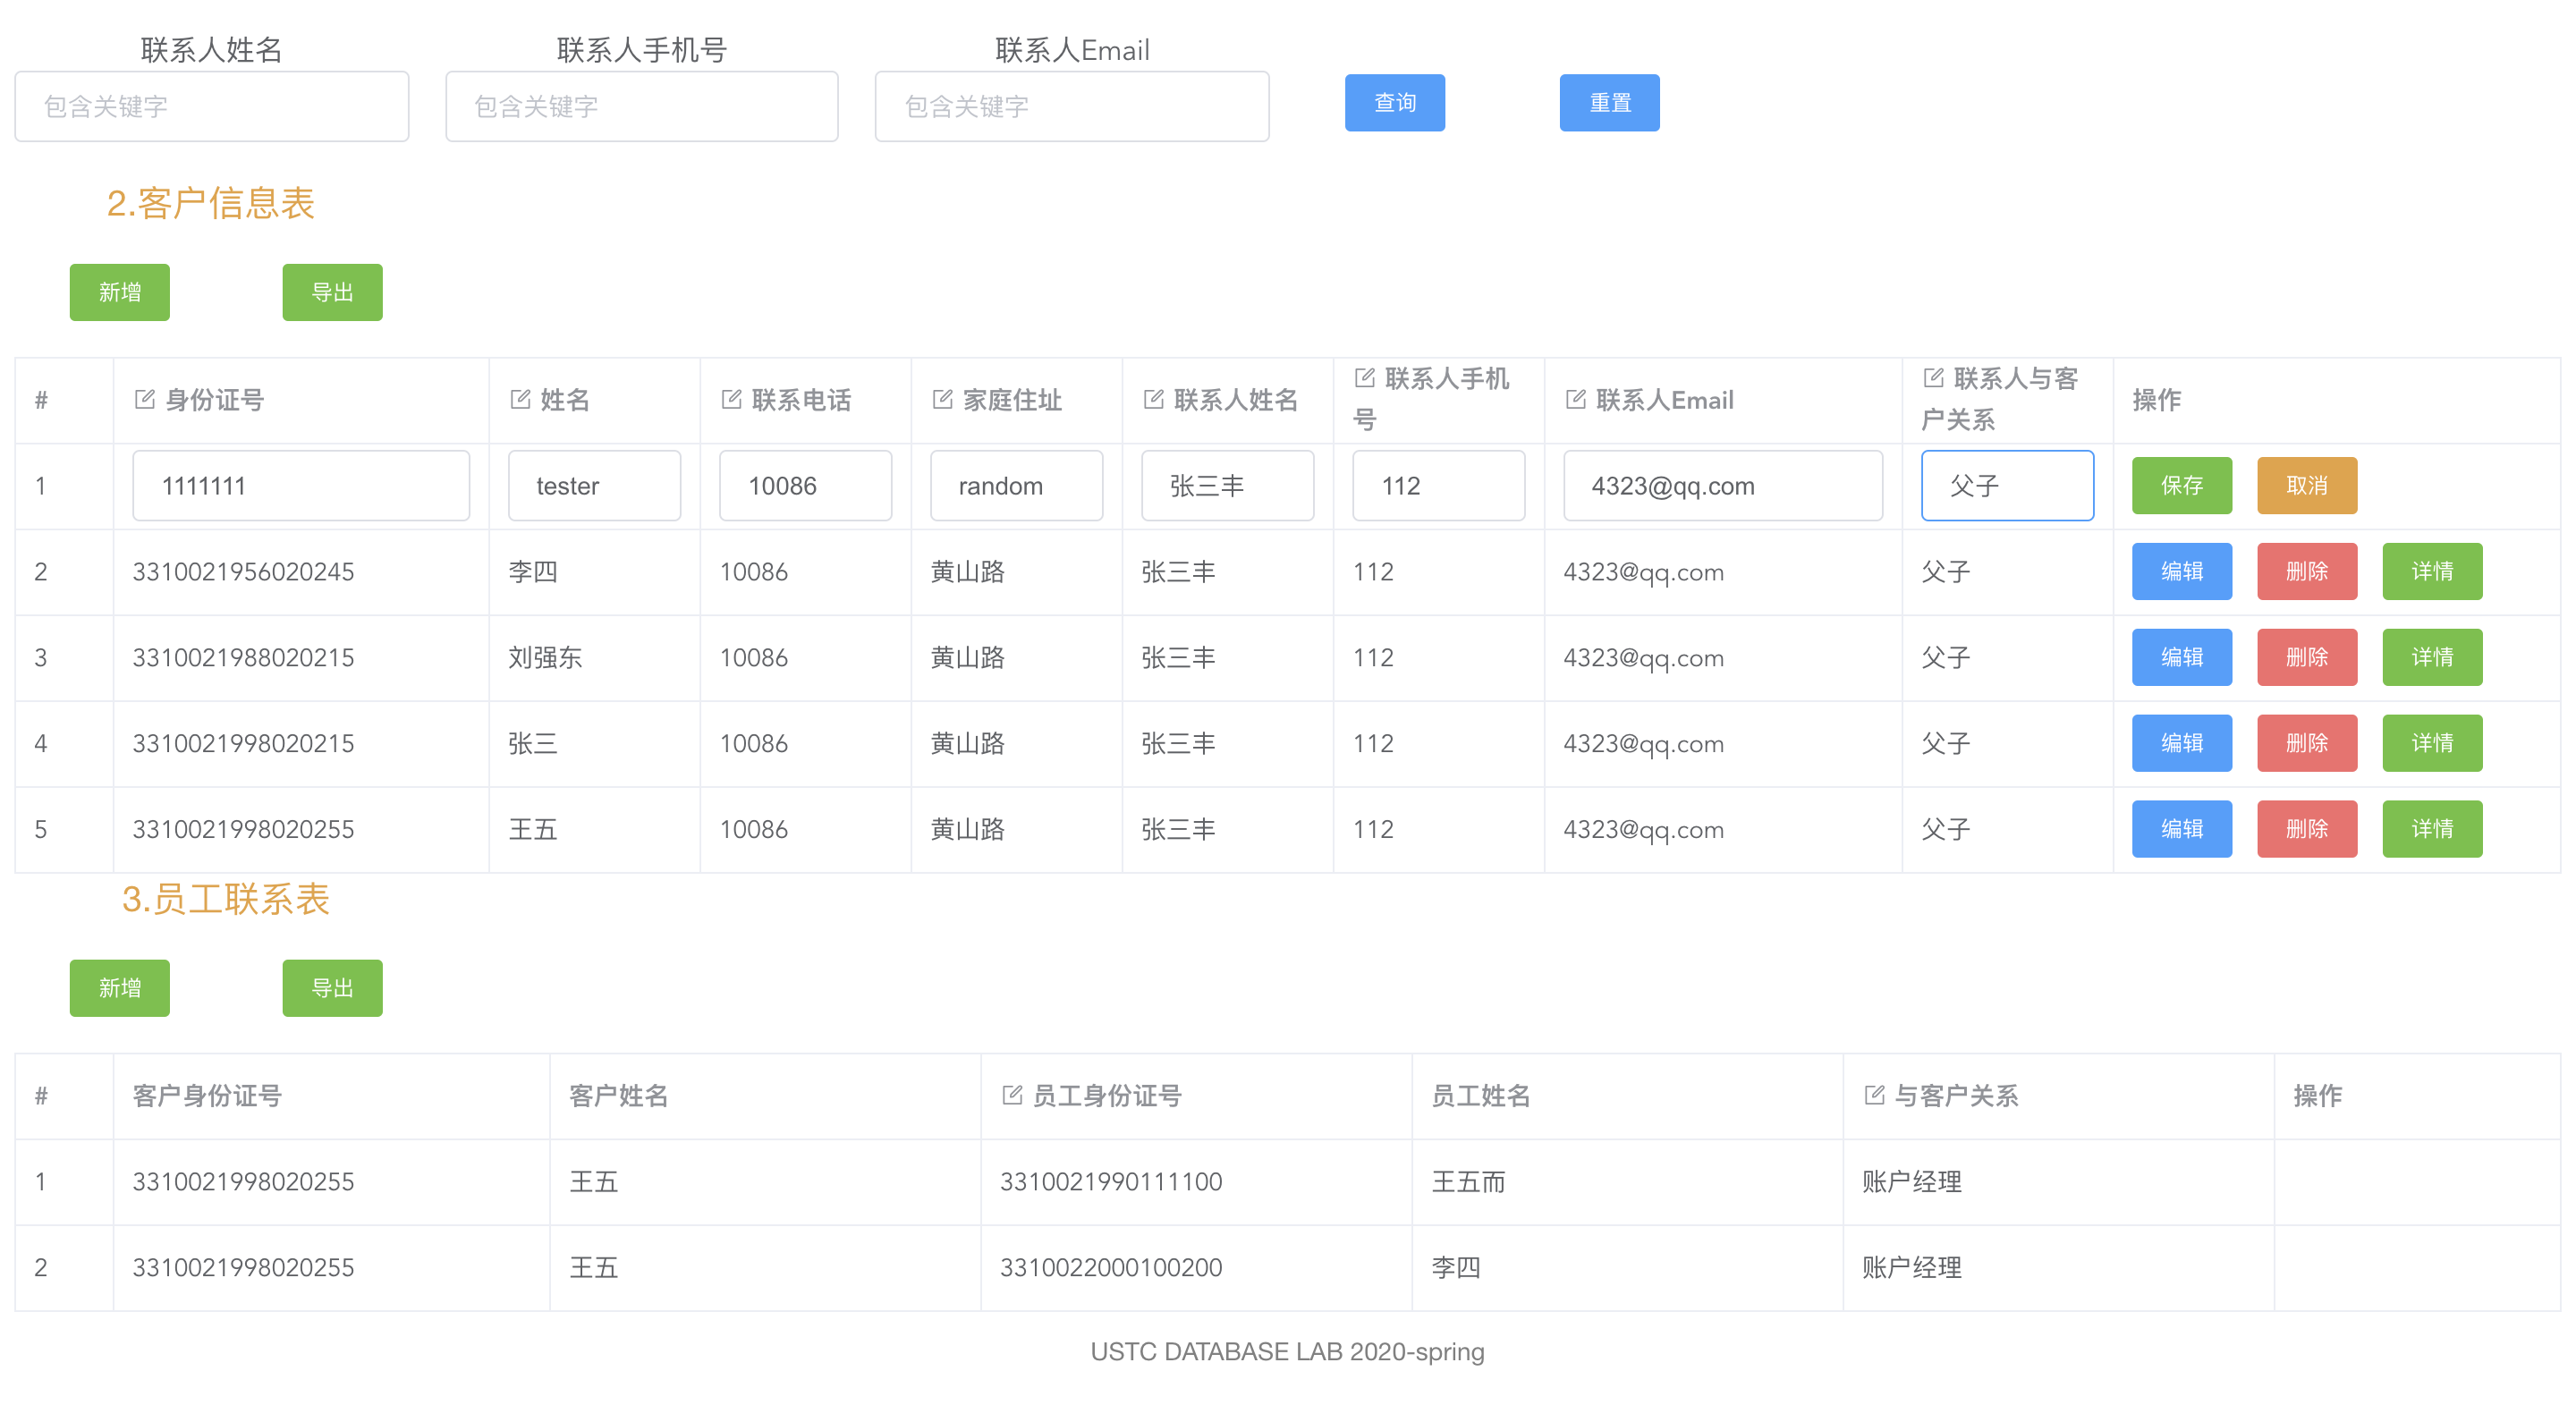 联系人姓名 联系人手机号 联系人Email
包含关键字 包含关键字 包含关键字 查询 重置
2.客户信息表
新增 导出
# 身份证号 姓名 联系电话 家庭住址 联系人姓名 联系人手机号 联系人Email 联系人与客户关系 操作
1 1111111 tester 10086 random 张三丰 112 4323@qq.com 父子 保存 取消
2 3310021956020245 李四 10086 黄山路 张三丰 112 4323@qq.com 父子 编辑 删除 详情
3 3310021988020215 刘强东 10086 黄山路 张三丰 112 4323@qq.com 父子 编辑 删除 详情
4 3310021998020215 张三 10086 黄山路 张三丰 112 4323@qq.com 父子 编辑 删除 详情
5 3310021998020255 王五 10086 黄山路 张三丰 112 4323@qq.com 父子 编辑 删除 详情
3.员工联系表
新增 导出
# 客户身份证号 客户姓名 员工身份证号 员工姓名 与客户关系 操作
1 3310021998020255 王五 3310021990111100 王五而 账户经理
2 3310021998020255 王五 3310022000100200 李四 账户经理
USTC DATABASE LAB 2020-spring